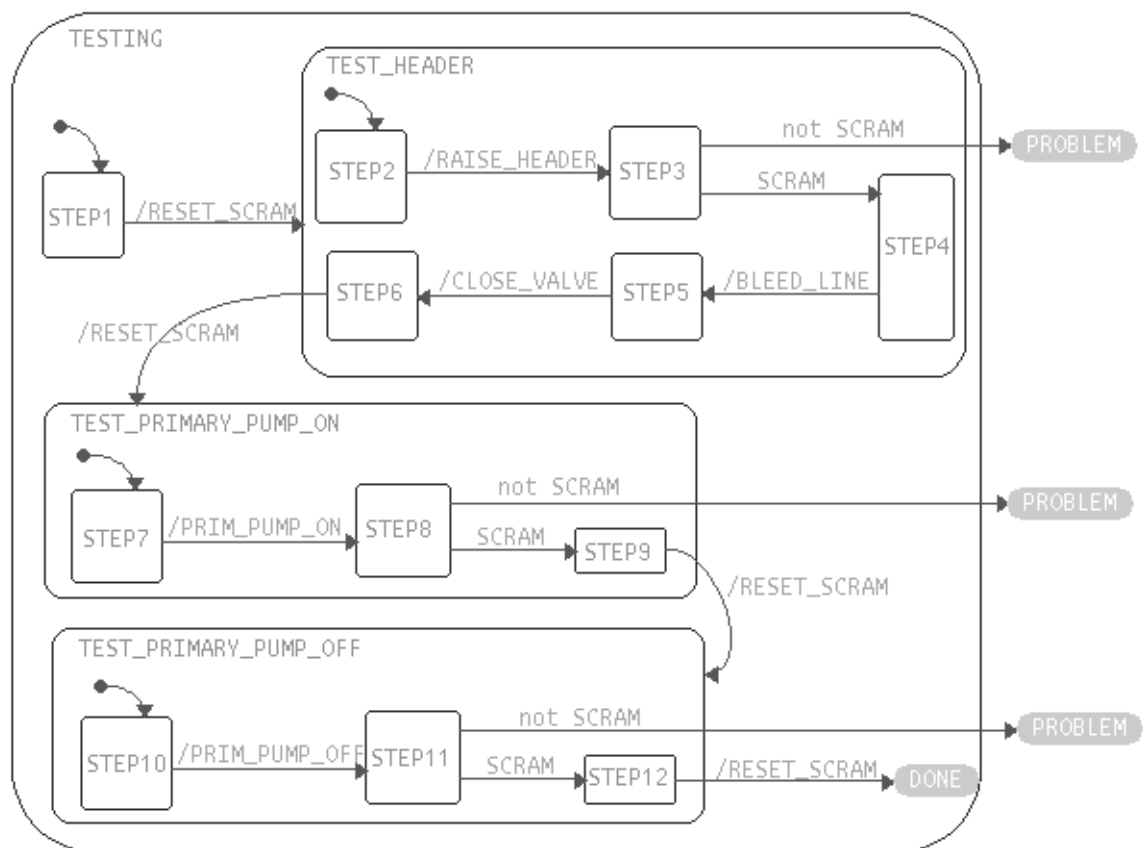 TESTING
TEST_HEADER
not SCRAM
PROBLEM
STEP2
/RAISE_HEADER
STEP3
SCRAM
STEP1
/RESET_SCRAM
STEP4
STEP6
/CLOSE_VALVE
STEP5
/BLEED_LINE
/RESET_SCRAM
TEST_PRIMARY_PUMP_ON
not SCRAM
PROBLEM
STEP7
/PRIM_PUMP_ON
STEP8
SCRAM
STEP9
/RESET_SCRAM
TEST_PRIMARY_PUMP_OFF
not SCRAM
PROBLEM
STEP10
/PRIM_PUMP_OFF
STEP11
SCRAM
STEP12
/RESET_SCRAM
DONE